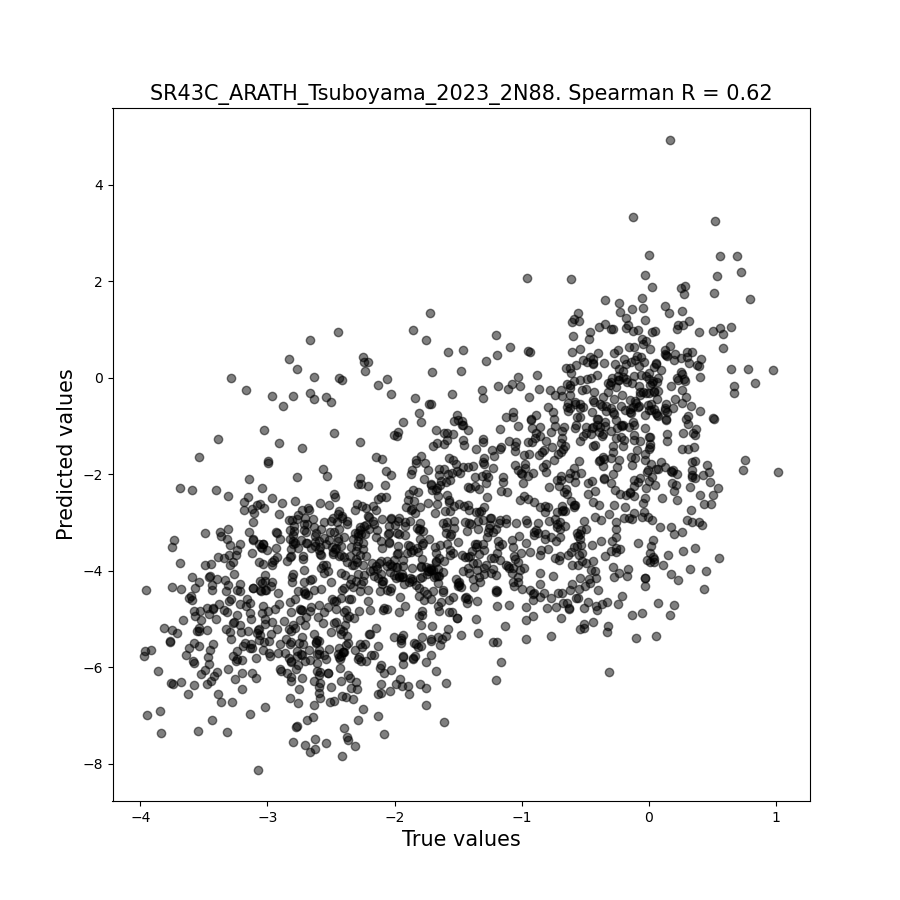 SR43C_ARATH_Tsuboyama_2023_2N88. Spearman R = 0.62
Predicted values
4
2
0
−2
−4
−6
−8
−4 −3 −2 −1 0 1
True values